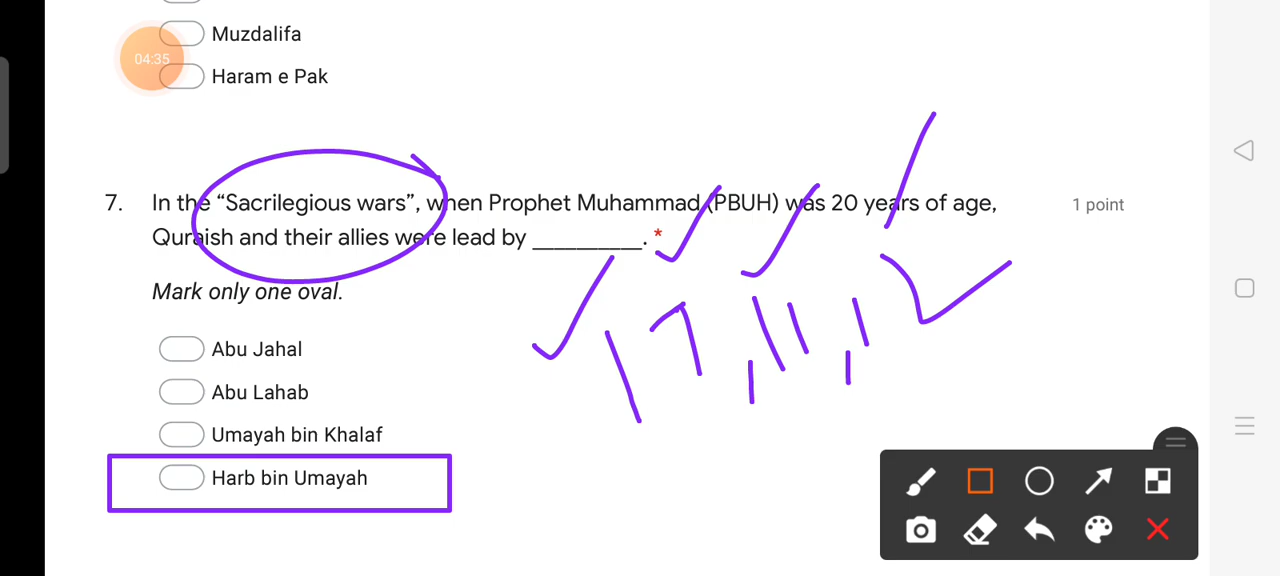 Muzdalifa
04:35
Haram e Pak
7. In the “Sacrilegious wars”, when Prophet Muhammad (PBUH) was 20 years of age, 1 point
Quraish and their allies were lead by __________. *
Mark only one oval.
Abu Jahal
Abu Lahab
Umayah bin Khalaf
Harb bin Umayah